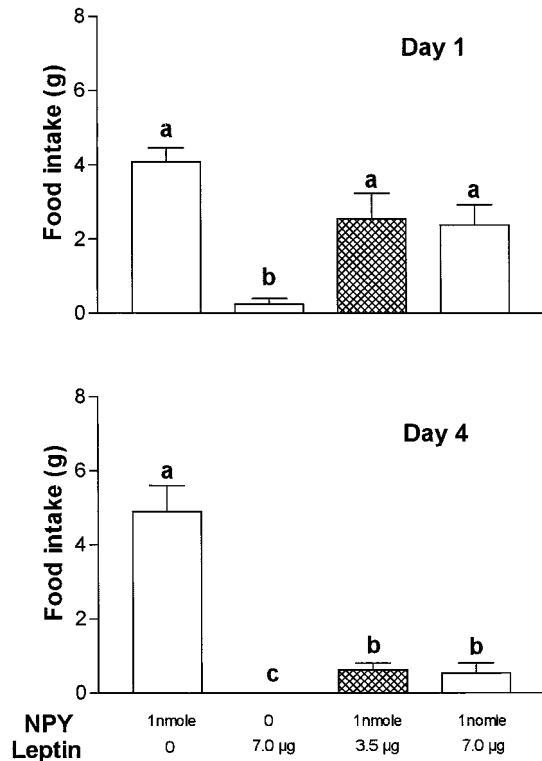 Day 1
Food intake (g)
8
6
4
2
0
a
b
a
a
Day 4
Food intake (g)
8
6
4
2
0
a
c
b
b
NPY 1nmole 0 1nmole 1nomle
Leptin 0 7.0 µg 3.5 µg 7.0 µg